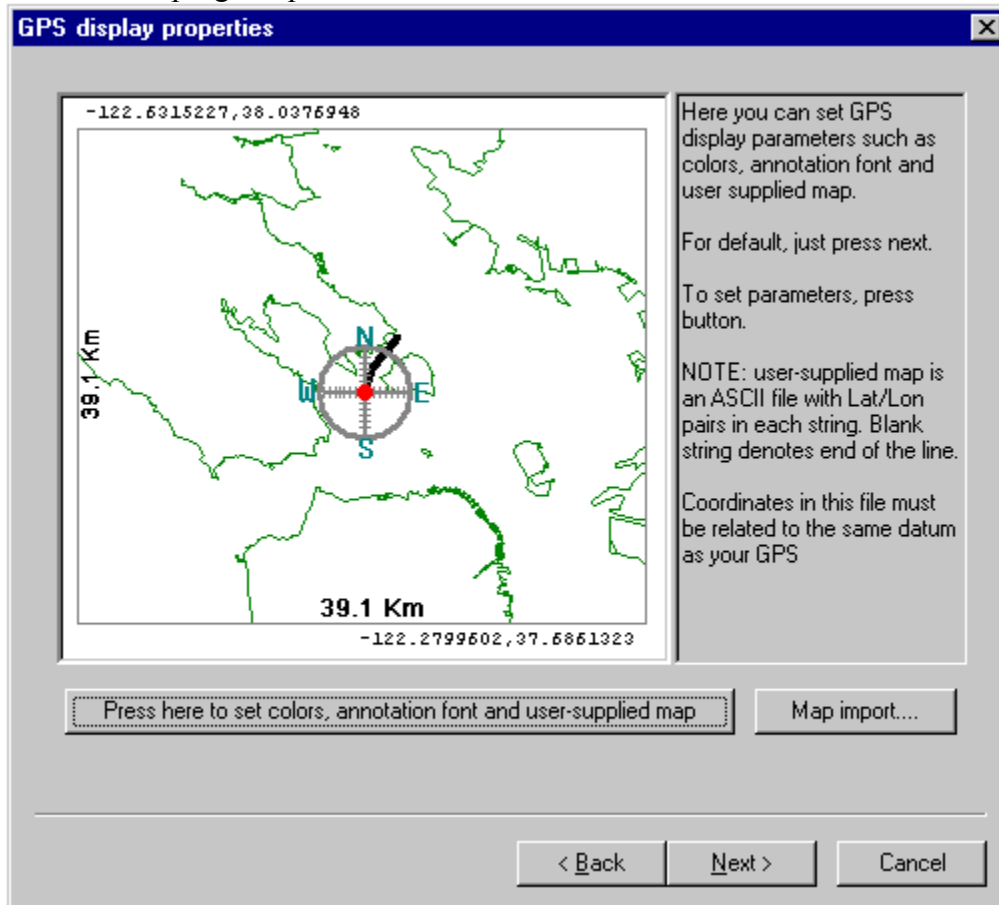 GPS display properties
-122.6315227,38.0376948
39.1 Km
N
W
E
S
39.1 Km
-122.2799602,37.6861323
Here you can set GPS
display parameters such as
colors, annotation font and
user supplied map.
For default, just press next.
To set parameters, press
button.
NOTE: user-supplied map is
an ASCII file with Lat/Lon
pairs in each string. Blank
string denotes end of the line.
Coordinates in this file must
be related to the same datum
as your GPS
Press here to set colors, annotation font and user-supplied map
Map import....
< Back
Next >
Cancel